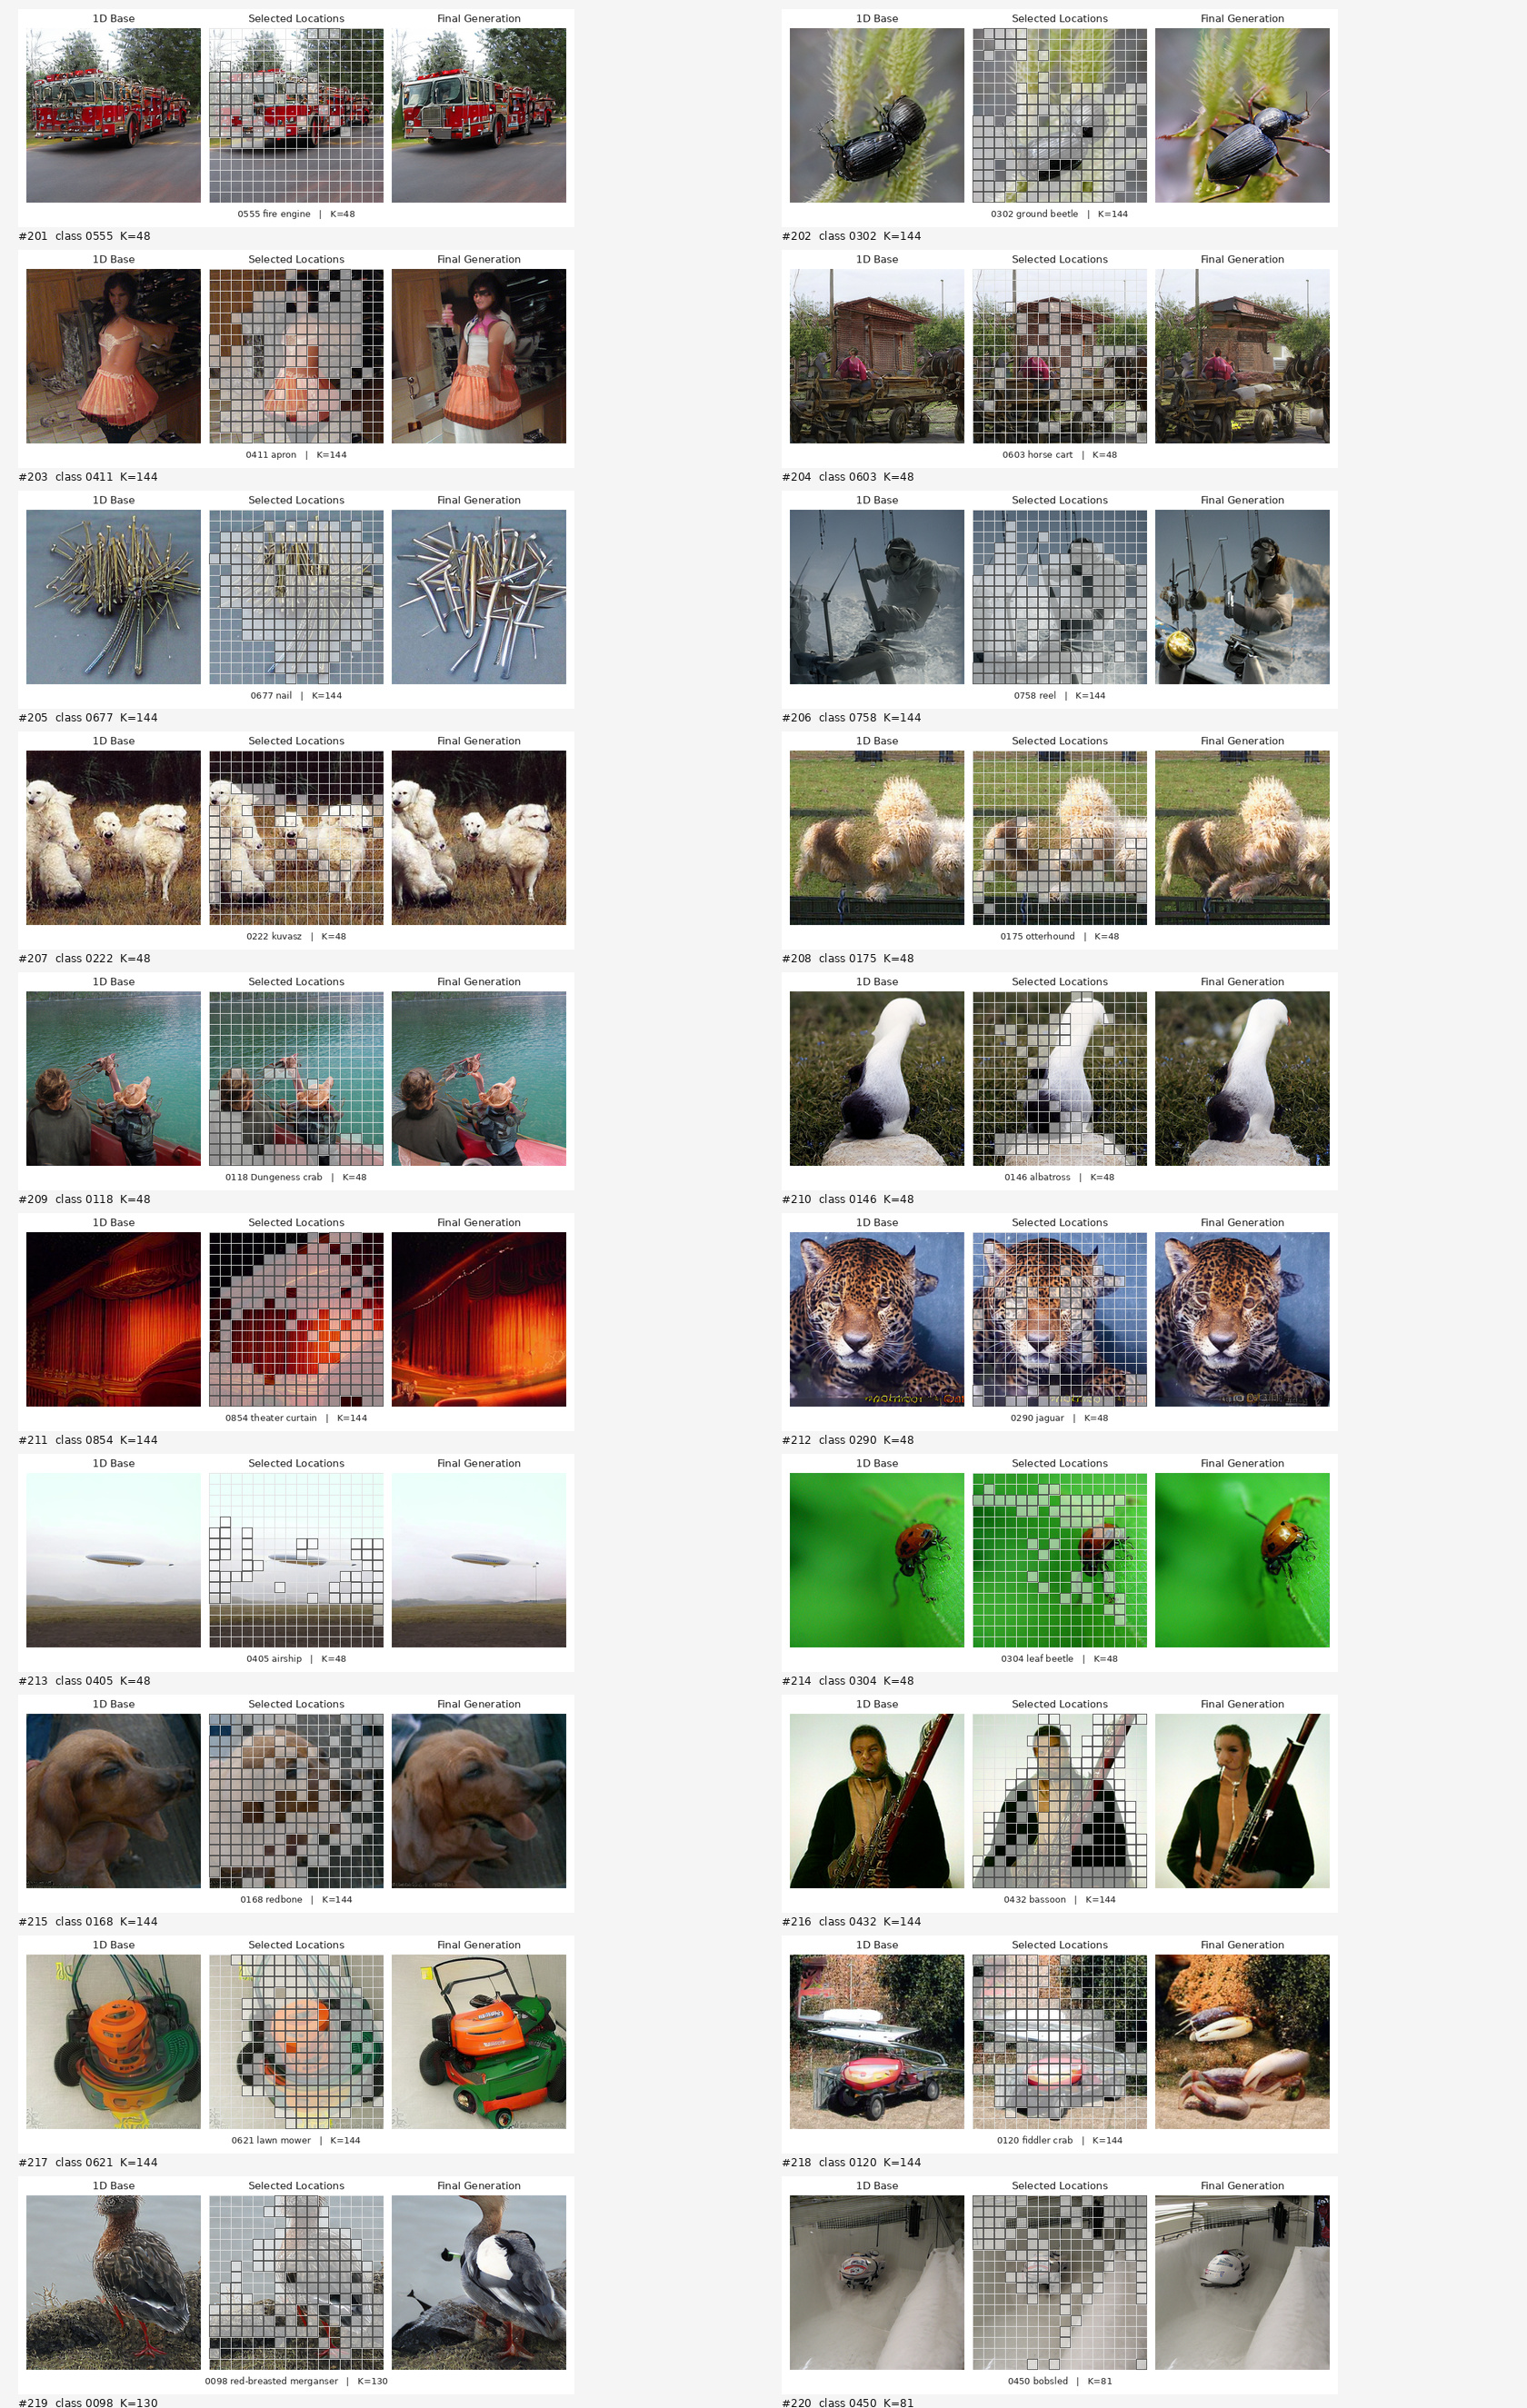 1D Base Selected Locations Final Generation
0555 fire engine | K=48
#201 class 0555 K=48
1D Base Selected Locations Final Generation
0302 ground beetle | K=144
#202 class 0302 K=144
1D Base Selected Locations Final Generation
0411 apron | K=144
#203 class 0411 K=144
1D Base Selected Locations Final Generation
0603 horse cart | K=48
#204 class 0603 K=48
1D Base Selected Locations Final Generation
0677 nail | K=144
#205 class 0677 K=144
1D Base Selected Locations Final Generation
0758 reel | K=144
#206 class 0758 K=144
1D Base Selected Locations Final Generation
0222 kuvasz | K=48
#207 class 0222 K=48
1D Base Selected Locations Final Generation
0175 otterhound | K=48
#208 class 0175 K=48
1D Base Selected Locations Final Generation
0118 Dungeness crab | K=48
#209 class 0118 K=48
1D Base Selected Locations Final Generation
0146 albatross | K=48
#210 class 0146 K=48
1D Base Selected Locations Final Generation
0854 theater curtain | K=144
#211 class 0854 K=144
1D Base Selected Locations Final Generation
0290 jaguar | K=48
#212 class 0290 K=48
1D Base Selected Locations Final Generation
0405 airship | K=48
#213 class 0405 K=48
1D Base Selected Locations Final Generation
0304 leaf beetle | K=48
#214 class 0304 K=48
1D Base Selected Locations Final Generation
0168 redbone | K=144
#215 class 0168 K=144
1D Base Selected Locations Final Generation
0432 bassoon | K=144
#216 class 0432 K=144
1D Base Selected Locations Final Generation
0621 lawn mower | K=144
#217 class 0621 K=144
1D Base Selected Locations Final Generation
0120 fiddler crab | K=144
#218 class 0120 K=144
1D Base Selected Locations Final Generation
0098 red-breasted merganser | K=130
#219 class 0098 K=130
1D Base Selected Locations Final Generation
0450 bobsled | K=81
#220 class 0450 K=81